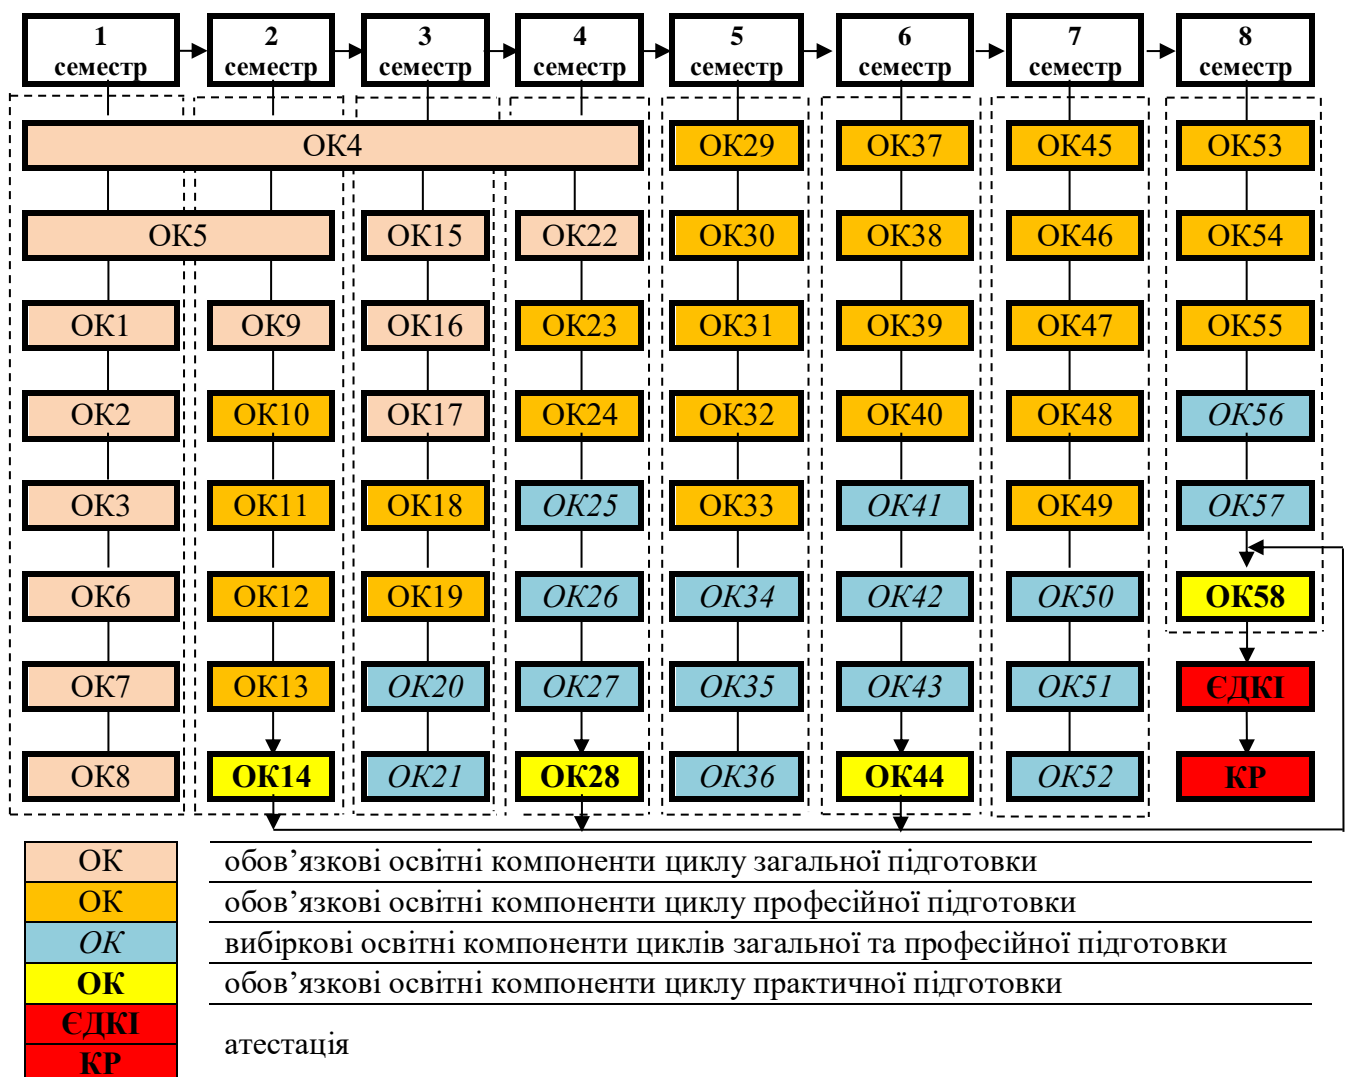 1 семестр
2 семестр
3 семестр
4 семестр
5 семестр
6 семестр
7 семестр
8 семестр
ОК4 ОК29 ОК37 ОК45 ОК53
ОК5 ОК15 ОК22 ОК30 ОК38 ОК46 ОК54
ОК1 ОК9 ОК16 ОК23 ОК31 ОК39 ОК47 ОК55
ОК2 ОК10 ОК17 ОК24 ОК32 ОК40 ОК48 ОК56
ОК3 ОК11 ОК18 ОК25 ОК33 ОК41 ОК49 ОК57
ОК6 ОК12 ОК19 ОК26 ОК34 ОК42 ОК50 ОК58
ОК7 ОК13 ОК20 ОК27 ОК35 ОК43 ОК51 ЄДКІ
ОК8 ОК14 ОК21 ОК28 ОК36 ОК44 ОК52 КР
ОК обов’язкові освітні компоненти циклу загальної підготовки
ОК обов’язкові освітні компоненти циклу професійної підготовки
ОК вибіркові освітні компоненти циклів загальної та професійної підготовки
ОК обов’язкові освітні компоненти циклу практичної підготовки
ЄДКІ
КР
атестація